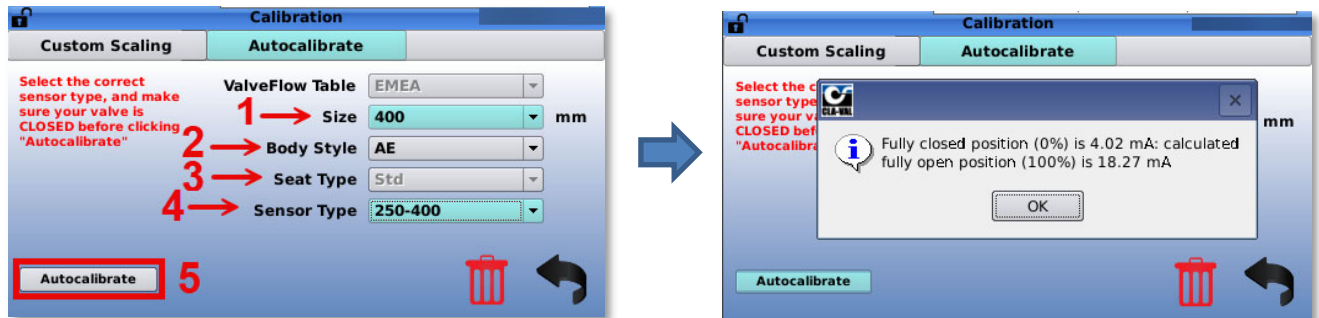 Calibration
Custom Scaling Autocalibrate
Select the correct
sensor type, and make
sure your valve is
CLOSED before clicking
"Autocalibrate"
ValveFlow Table EMEA
1 Size 400 mm
2 Body Style AE
3 Seat Type Std
4 Sensor Type 250-400
Autocalibrate 5
Calibration
Custom Scaling Autocalibrate
Select the c
sensor type
sure your v
CLOSED bef
"Autocalibra
CLA-VAL
Fully closed position (0%) is 4.02 mA: calculated
fully open position (100%) is 18.27 mA
OK
mm
Autocalibrate